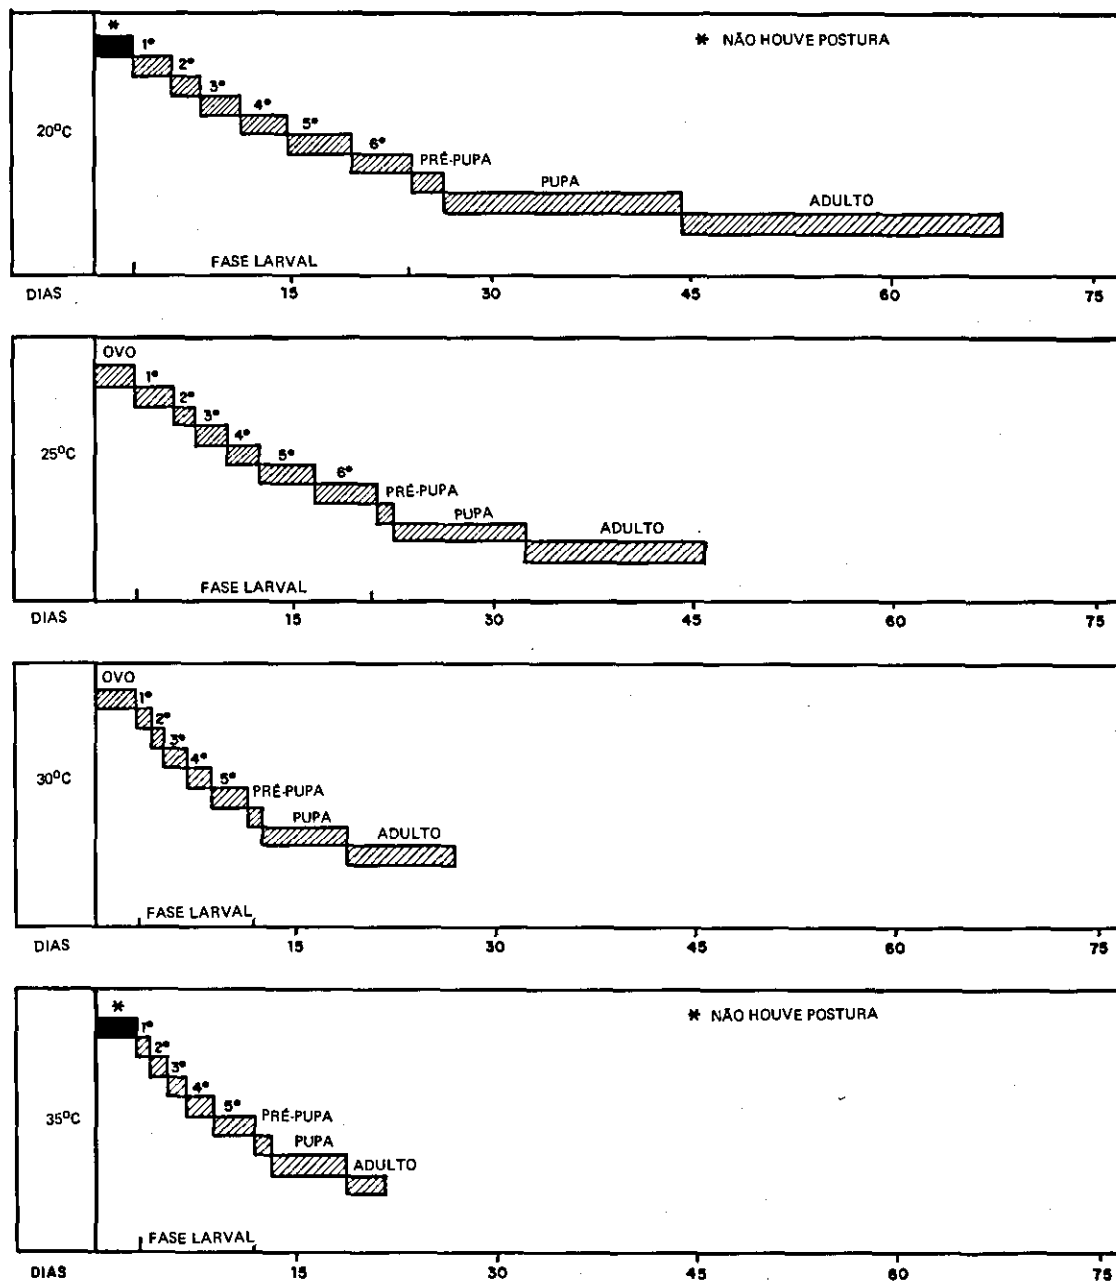 * * NÃO HOUVE POSTURA
1º
2º
3º
4º
5º
6º
PRÉ-PUPA
PUPA
ADULTO
20ºC
FASE LARVAL
DIAS 15 30 45 60 75
OVO
1º
2º
3º
4º
5º
6º
PRÉ-PUPA
PUPA
ADULTO
25ºC
FASE LARVAL
DIAS 15 30 45 60 75
OVO
1º
2º
3º
4º
5º
PRÉ-PUPA
PUPA
ADULTO
30ºC
FASE LARVAL
DIAS 15 30 45 60 75
* * NÃO HOUVE POSTURA
1º
2º
3º
4º
5º
PRÉ-PUPA
PUPA
ADULTO
35ºC
FASE LARVAL
DIAS 15 30 45 60 75